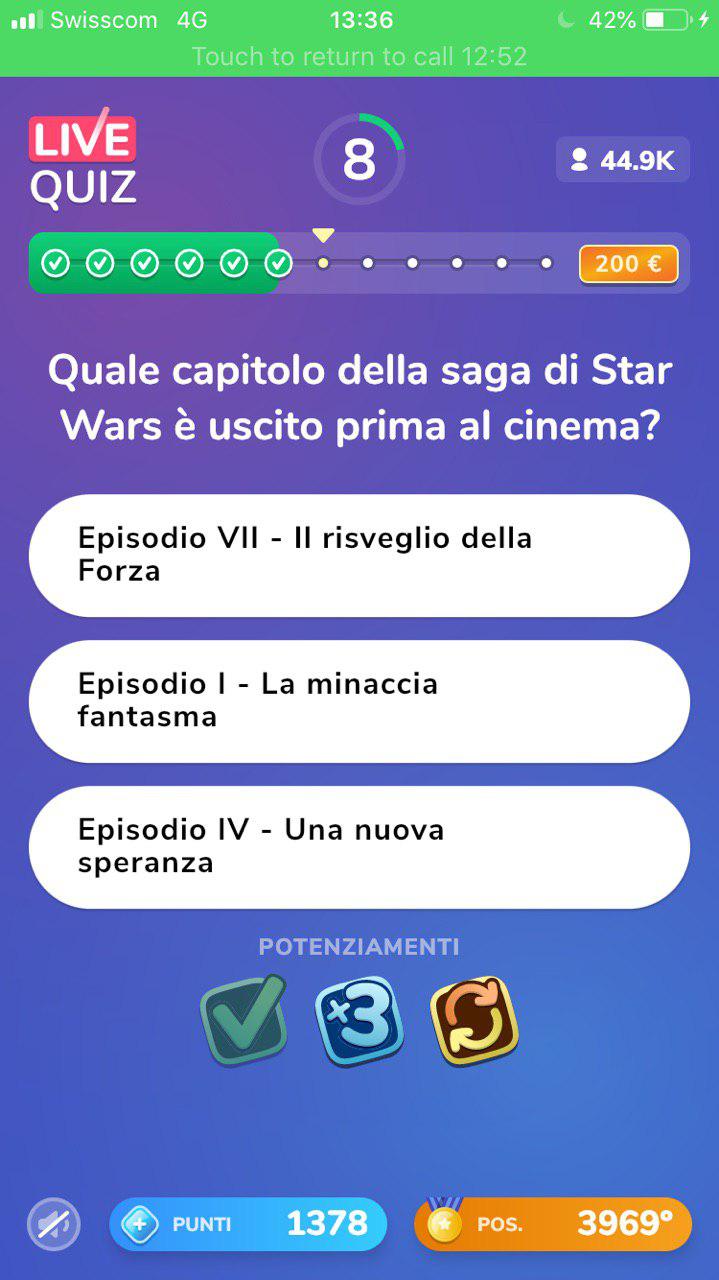 Swisscom 4G 13:36 42%
Touch to return to call 12:52
LIVE
QUIZ
8
44.9K
200 €
Quale capitolo della saga di Star
Wars è uscito prima al cinema?
Episodio VII - Il risveglio della
Forza
Episodio I - La minaccia
fantasma
Episodio IV - Una nuova
speranza
POTENZIAMENTI
×3
PUNTI 1378
POS. 3969°